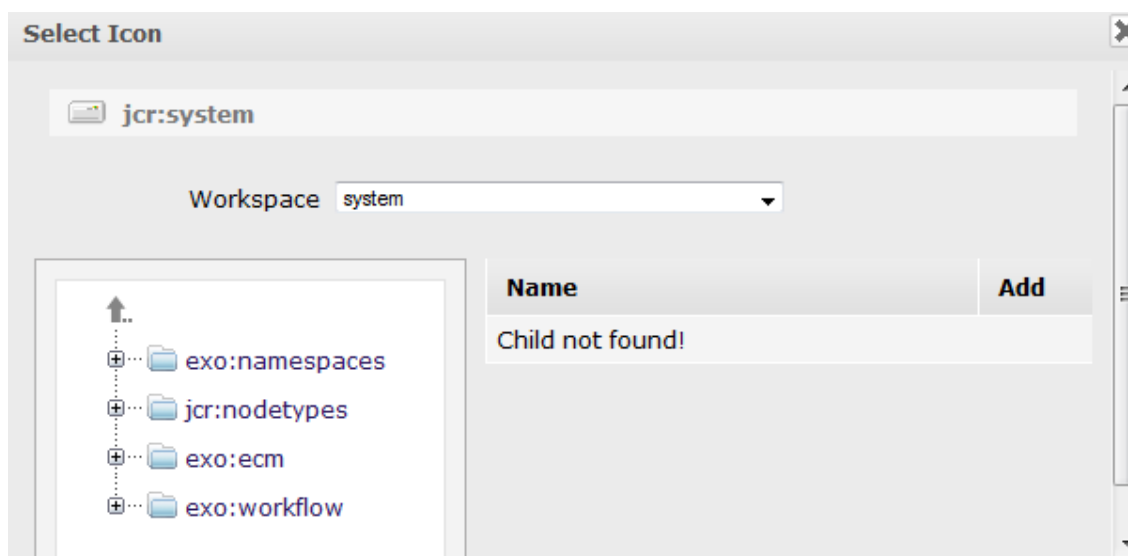 Select Icon
jcr:system
Workspace system
Name Add
Child not found!
..
exo:namespaces
jcr:nodetypes
exo:ecm
exo:workflow